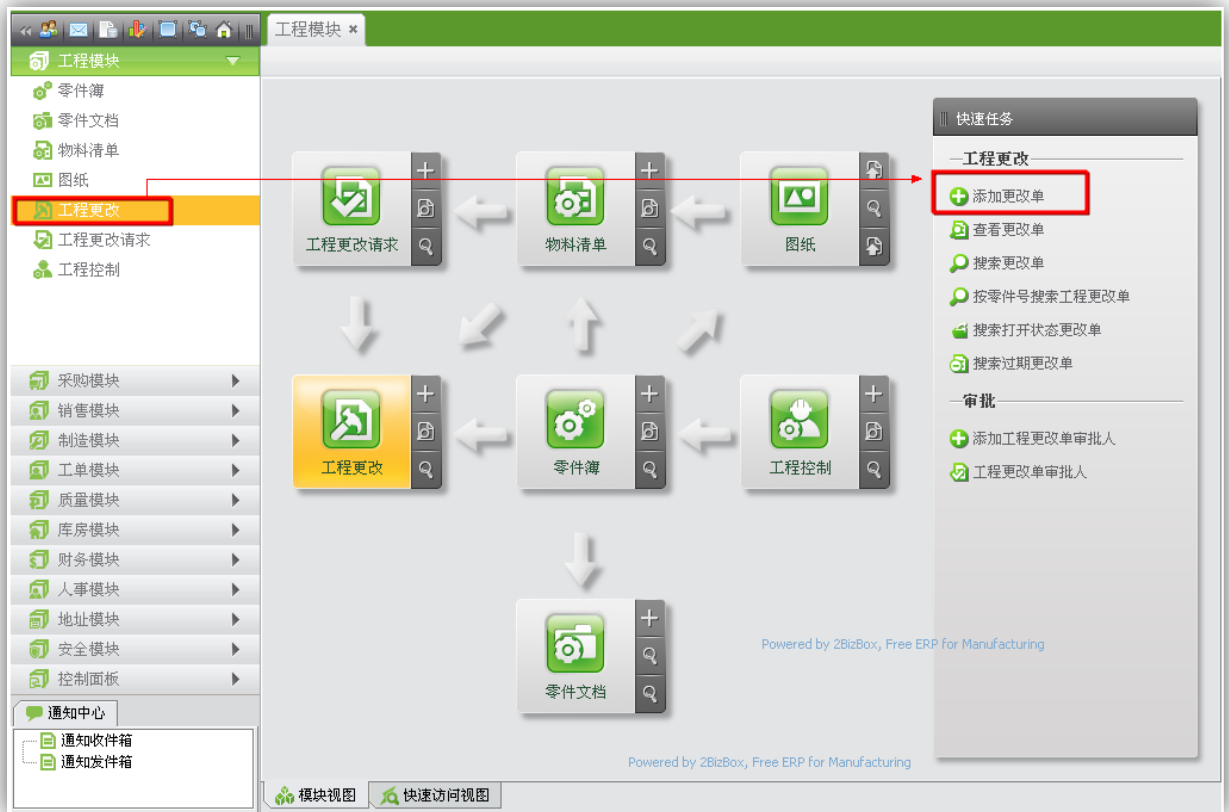 工程模块
工程模块
零件簿
零件文档
物料清单
图纸
工程更改
工程更改请求
工程控制
采购模块
销售模块
制造模块
工单模块
质量模块
库房模块
财务模块
人事模块
地址模块
安全模块
控制面板
通知中心
通知收件箱
通知发件箱
工程更改请求
物料清单
图纸
工程更改
零件簿
工程控制
零件文档
Powered by 2BizBox, Free ERP for Manufacturing
Powered by 2BizBox, Free ERP for Manufacturing
模块视图
快速访问视图
快速任务
工程更改
添加更改单
查看更改单
搜索更改单
按零件号搜索工程更改单
搜索打开状态更改单
搜索过期更改单
审批
添加工程更改单审批人
工程更改单审批人